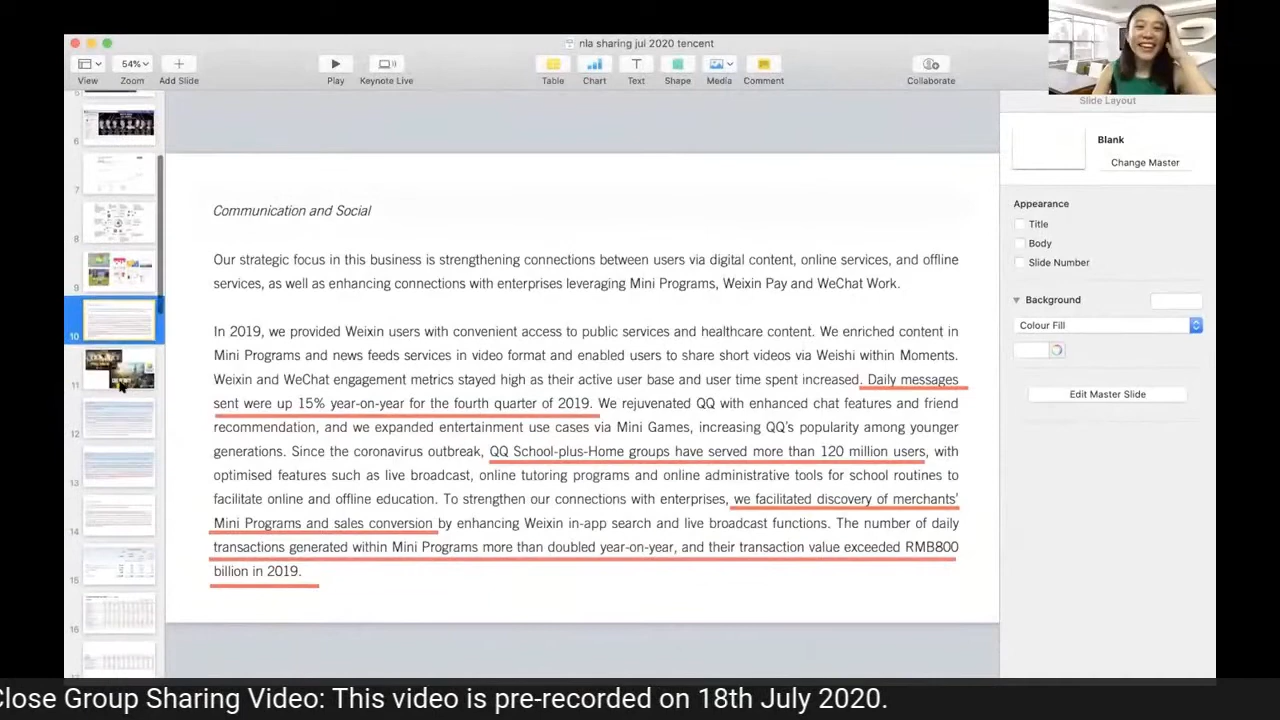 nla sharing jul 2020 tencent
54%
View
Zoom
Add Slide
Play
Keynote Live
Table
Chart
Text
Shape
Media
Comment
Collaborate
Slide Layout
Blank
Change Master
Appearance
Title
Body
Slide Number
Background
Colour Fill
Edit Master Slide
6
7
8
9
10
11
12
13
14
15
16
Communication and Social
Our strategic focus in this business is strengthening connections between users via digital content, online services, and offline
services, as well as enhancing connections with enterprises leveraging Mini Programs, Weixin Pay and WeChat Work.
In 2019, we provided Weixin users with convenient access to public services and healthcare content. We enriched content in
Mini Programs and news feeds services in video format and enabled users to share short videos via Weishi within Moments.
Weixin and WeChat engagement metrics stayed high as their active user base and user time spent increased. Daily messages
sent were up 15% year-on-year for the fourth quarter of 2019. We rejuvenated QQ with enhanced chat features and friend
recommendation, and we expanded entertainment use cases via Mini Games, increasing QQ's popularity among younger
generations. Since the coronavirus outbreak, QQ School-plus-Home groups have served more than 120 million users, with
optimised features such as live broadcast, online tutoring programs and online administrative tools for school routines to
facilitate online and offline education. To strengthen our connections with enterprises, we facilitated discovery of merchants'
Mini Programs and sales conversion by enhancing Weixin in-app search and live broadcast functions. The number of daily
transactions generated within Mini Programs more than doubled year-on-year, and their transaction value exceeded RMB800
billion in 2019.
Close Group Sharing Video: This video is pre-recorded on 18th July 2020.